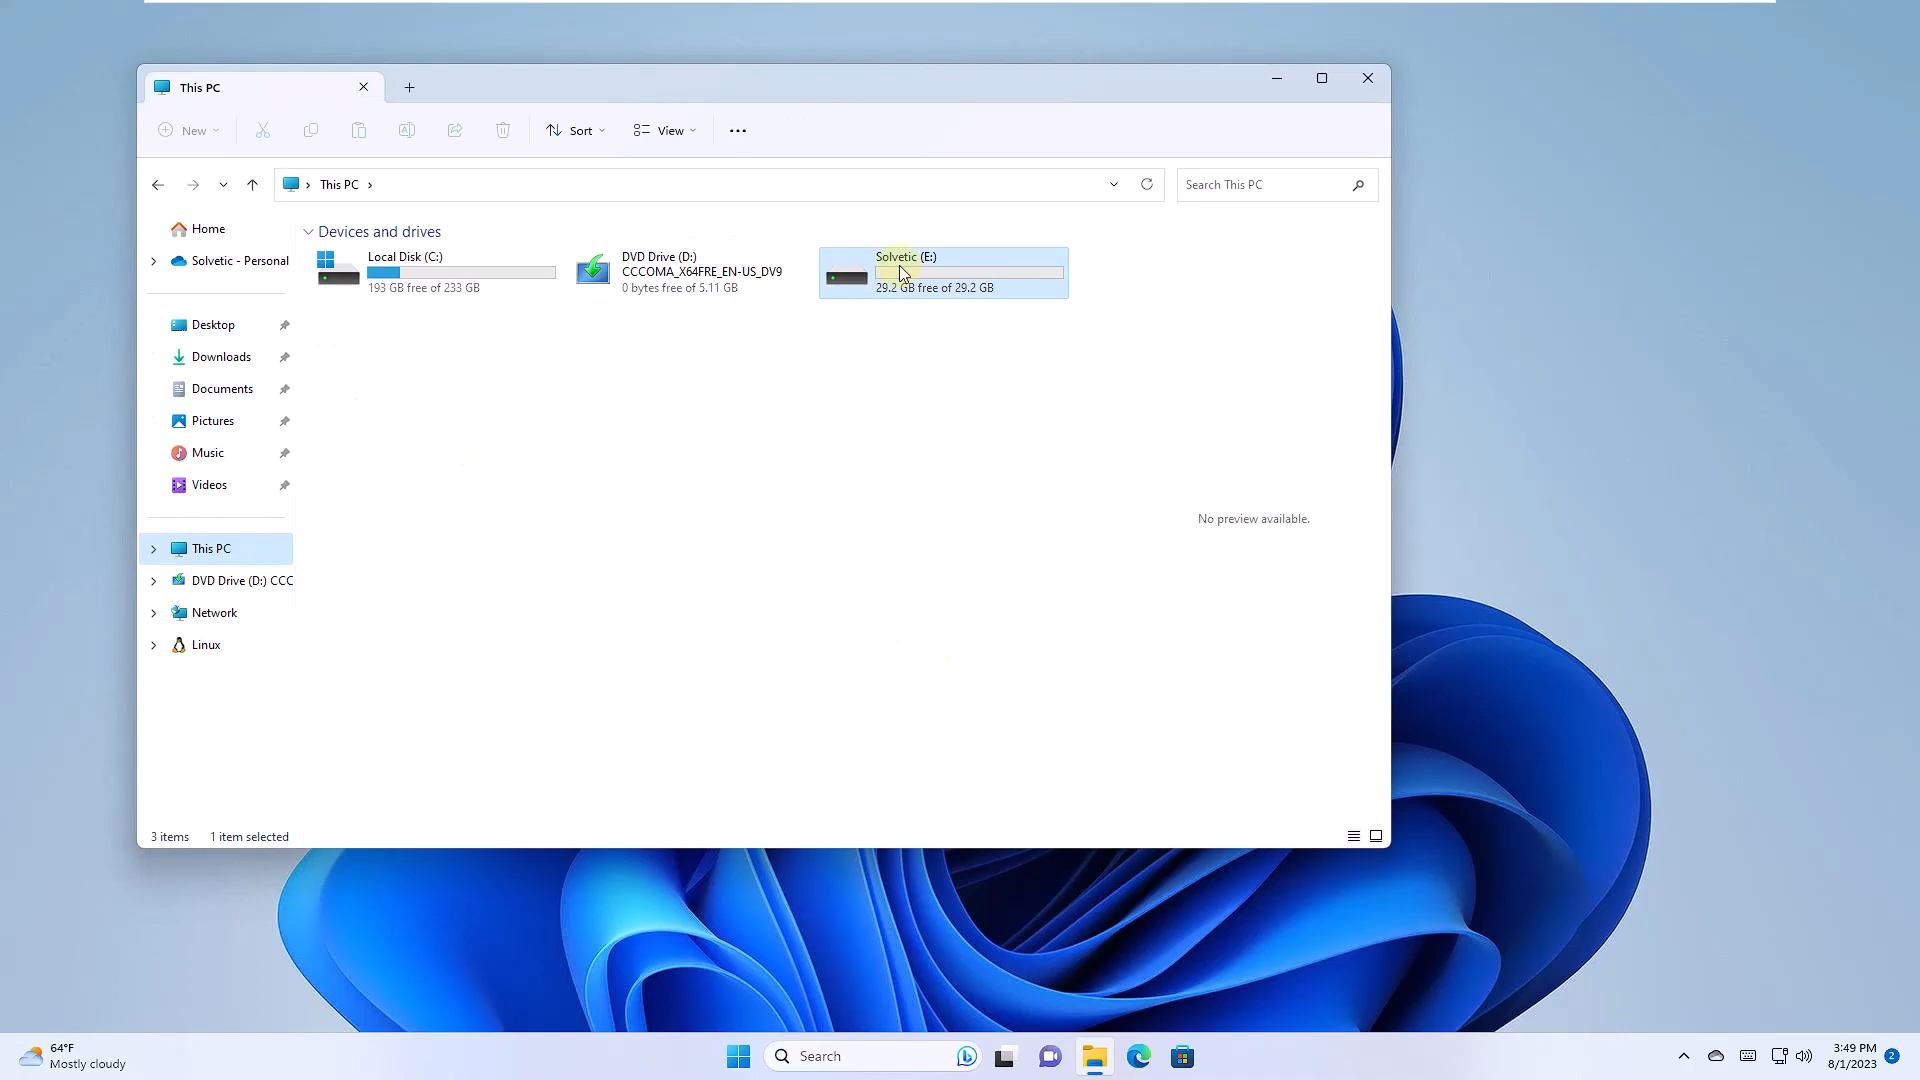 This PC
New
Sort
View
This PC
Search This PC
Home
Solvetic - Personal
Desktop
Downloads
Documents
Pictures
Music
Videos
This PC
DVD Drive (D:) CCC
Network
Linux
Devices and drives
Local Disk (C:)
193 GB free of 233 GB
DVD Drive (D:)
CCCOMA_X64FRE_EN-US_DV9
0 bytes free of 5.11 GB
Solvetic (E:)
29.2 GB free of 29.2 GB
No preview available.
3 items
1 item selected
64°F
Mostly cloudy
Search
3:49 PM
8/1/2023
2